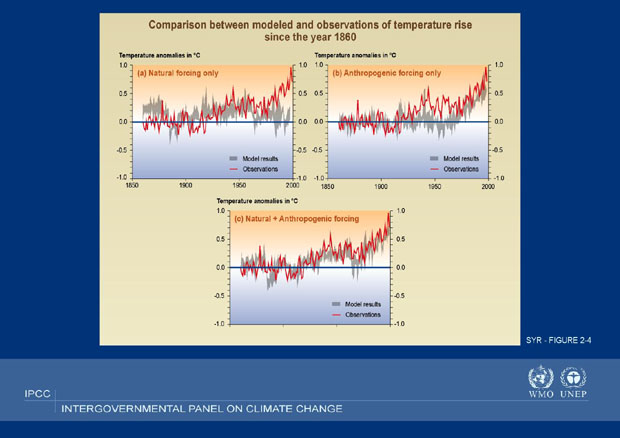 Comparison between modeled and observations of temperature rise
since the year 1860
Temperature anomalies in °C
Temperature anomalies in °C
(a) Natural forcing only
1.0
0.5
0.0
-0.5
-1.0
1.0
0.5
0.0
-0.5
-1.0
Model results
Observations
1850
1900
1950
2000
(b) Anthropogenic forcing only
1.0
0.5
0.0
-0.5
-1.0
1.0
0.5
0.0
-0.5
-1.0
Model results
Observations
1850
1900
1950
2000
Temperature anomalies in °C
(c) Natural + Anthropogenic forcing
1.0
0.5
0.0
-0.5
-1.0
1.0
0.5
0.0
-0.5
-1.0
Model results
Observations
SYR - FIGURE 2-4
WMO UNEP
IPCC
INTERGOVERNMENTAL PANEL ON CLIMATE CHANGE